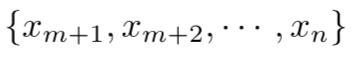 {x_{m+1}, x_{m+2}, ⋯ , x_n}